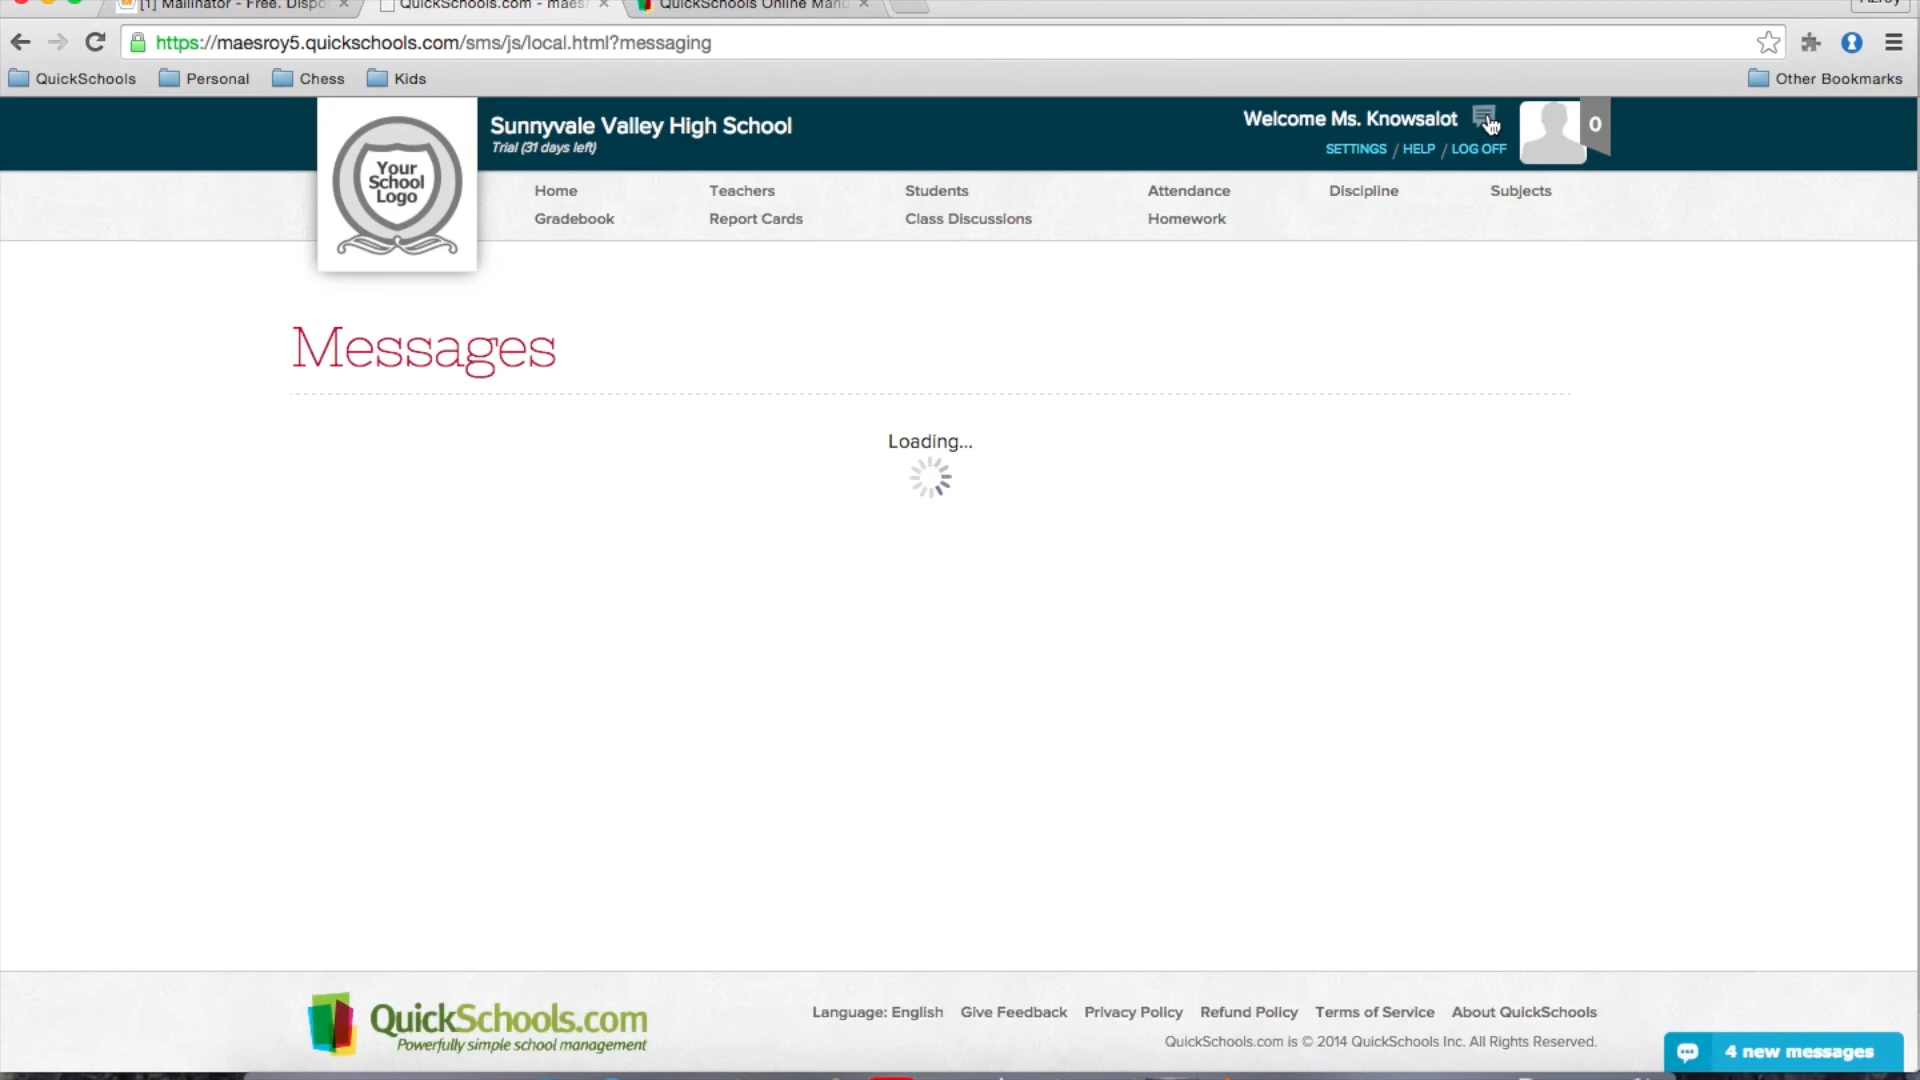 [1] Mailinator - Free. Dispo
QuickSchools.com - maes
QuickSchools Online Manu
https://maesroy5.quickschools.com/sms/js/local.html?messaging
QuickSchools
Personal
Chess
Kids
Other Bookmarks
Your
School
Logo
Sunnyvale Valley High School
Trial (31 days left)
Welcome Ms. Knowsalot
0
SETTINGS / HELP / LOG OFF
Home Teachers Students Attendance Discipline Subjects
Gradebook Report Cards Class Discussions Homework
Messages
Loading...
QuickSchools.com
Powerfully simple school management
Language: English Give Feedback Privacy Policy Refund Policy Terms of Service About QuickSchools
QuickSchools.com is © 2014 QuickSchools Inc. All Rights Reserved.
4 new messages